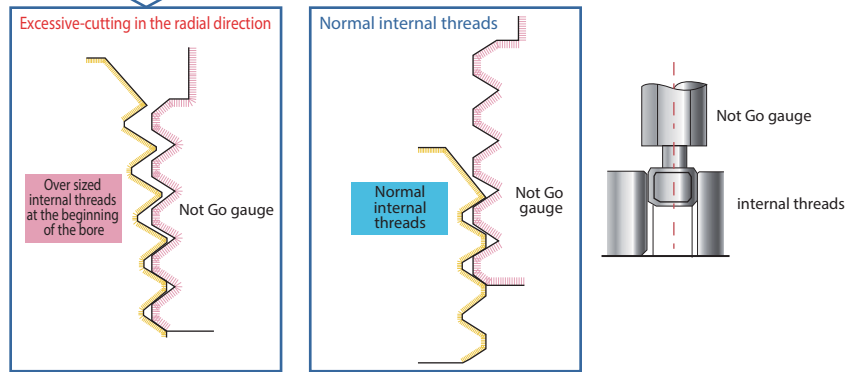 Excessive-cutting in the radial direction
Over sized
internal threads
at the beginning
of the bore
Not Go gauge
Normal internal threads
Normal
internal
threads
Not Go
gauge
Not Go gauge
internal threads